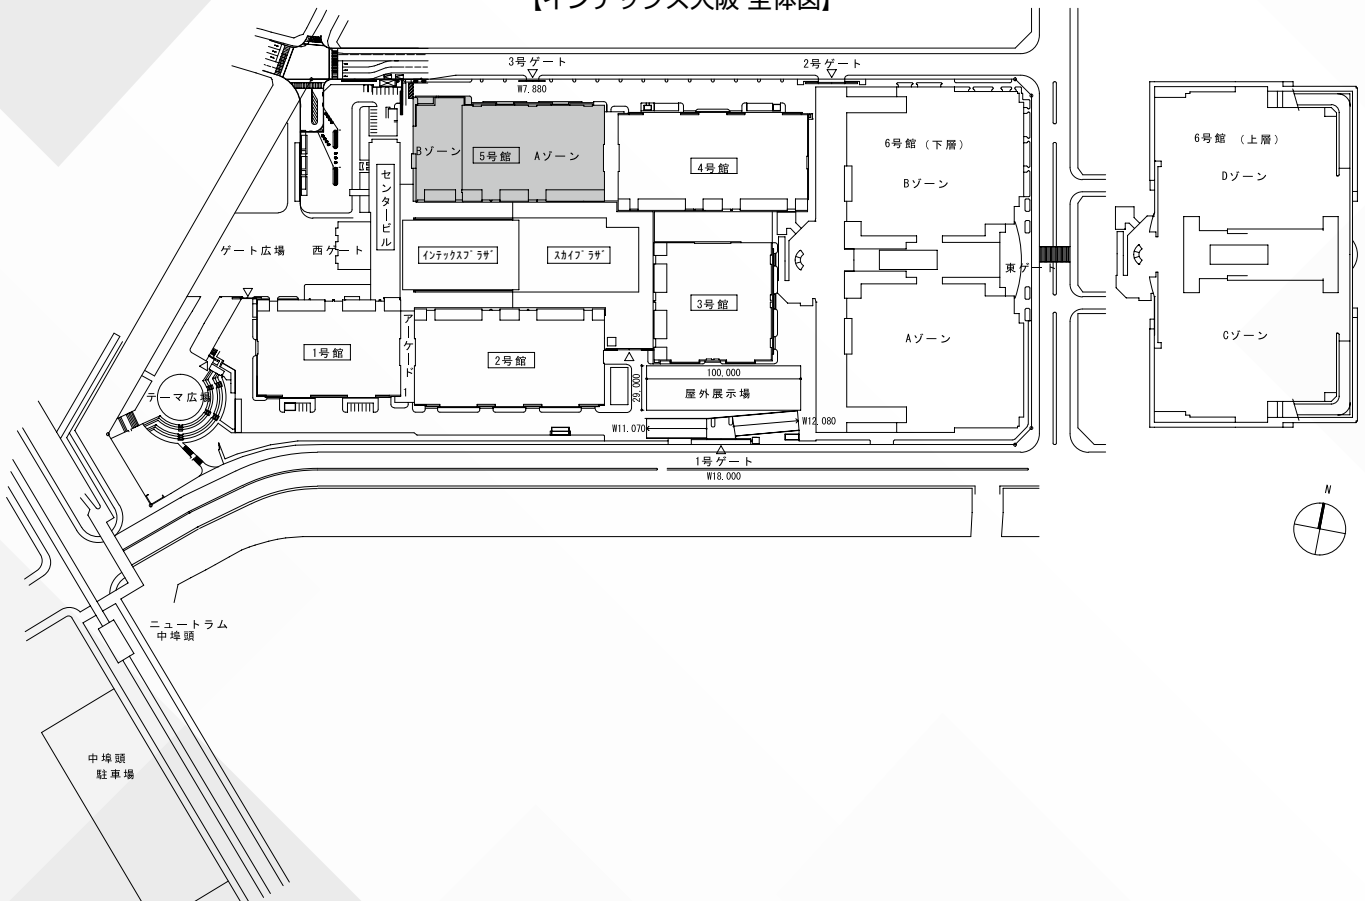 【インテックス大阪 全体図】
3号ゲート
W7.880
2号ゲート
Bゾーン
5号館
Aゾーン
4号館
6号館（下層）
Bゾーン
6号館（上層）
Dゾーン
センタービル
ゲート広場
西ゲート
インテックスプラザ
スカイプラザ
東ゲート
3号館
1号館
アーケード1
2号館
Aゾーン
Cゾーン
テーマ広場
100,000
29.000
屋外展示場
W11.070
W12.080
1号ゲート
W18.000
N
ニュートラム
中埠頭
中埠頭
駐車場